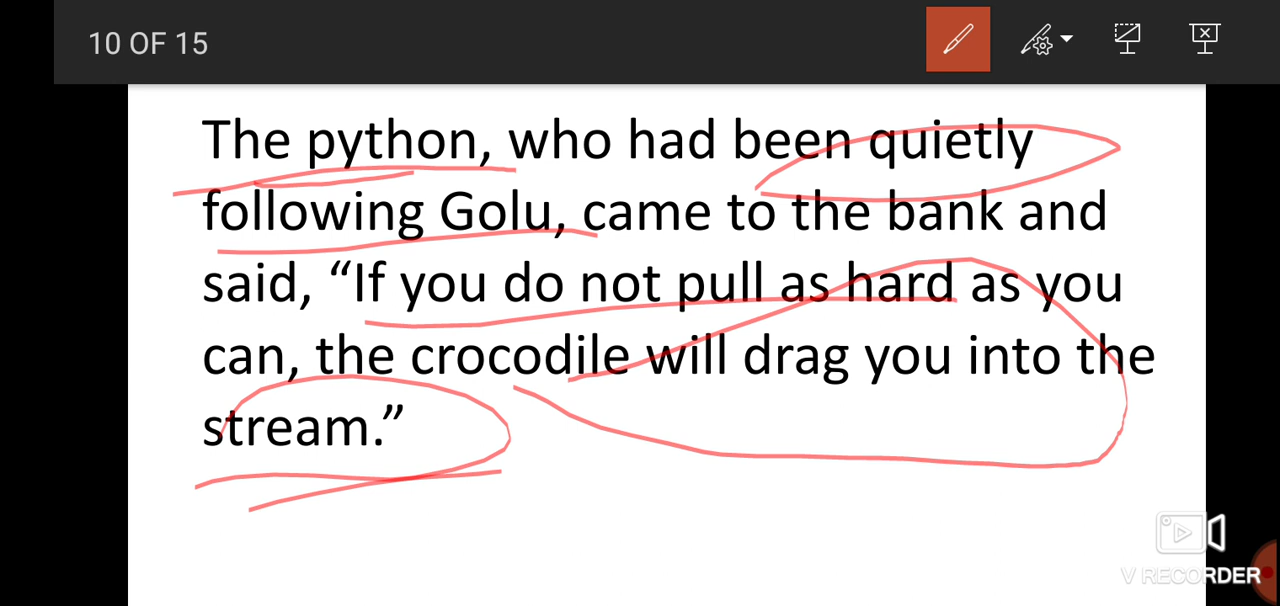 10 OF 15
The python, who had been quietly
following Golu, came to the bank and
said, “If you do not pull as hard as you
can, the crocodile will drag you into the
stream.”
V RECORDER